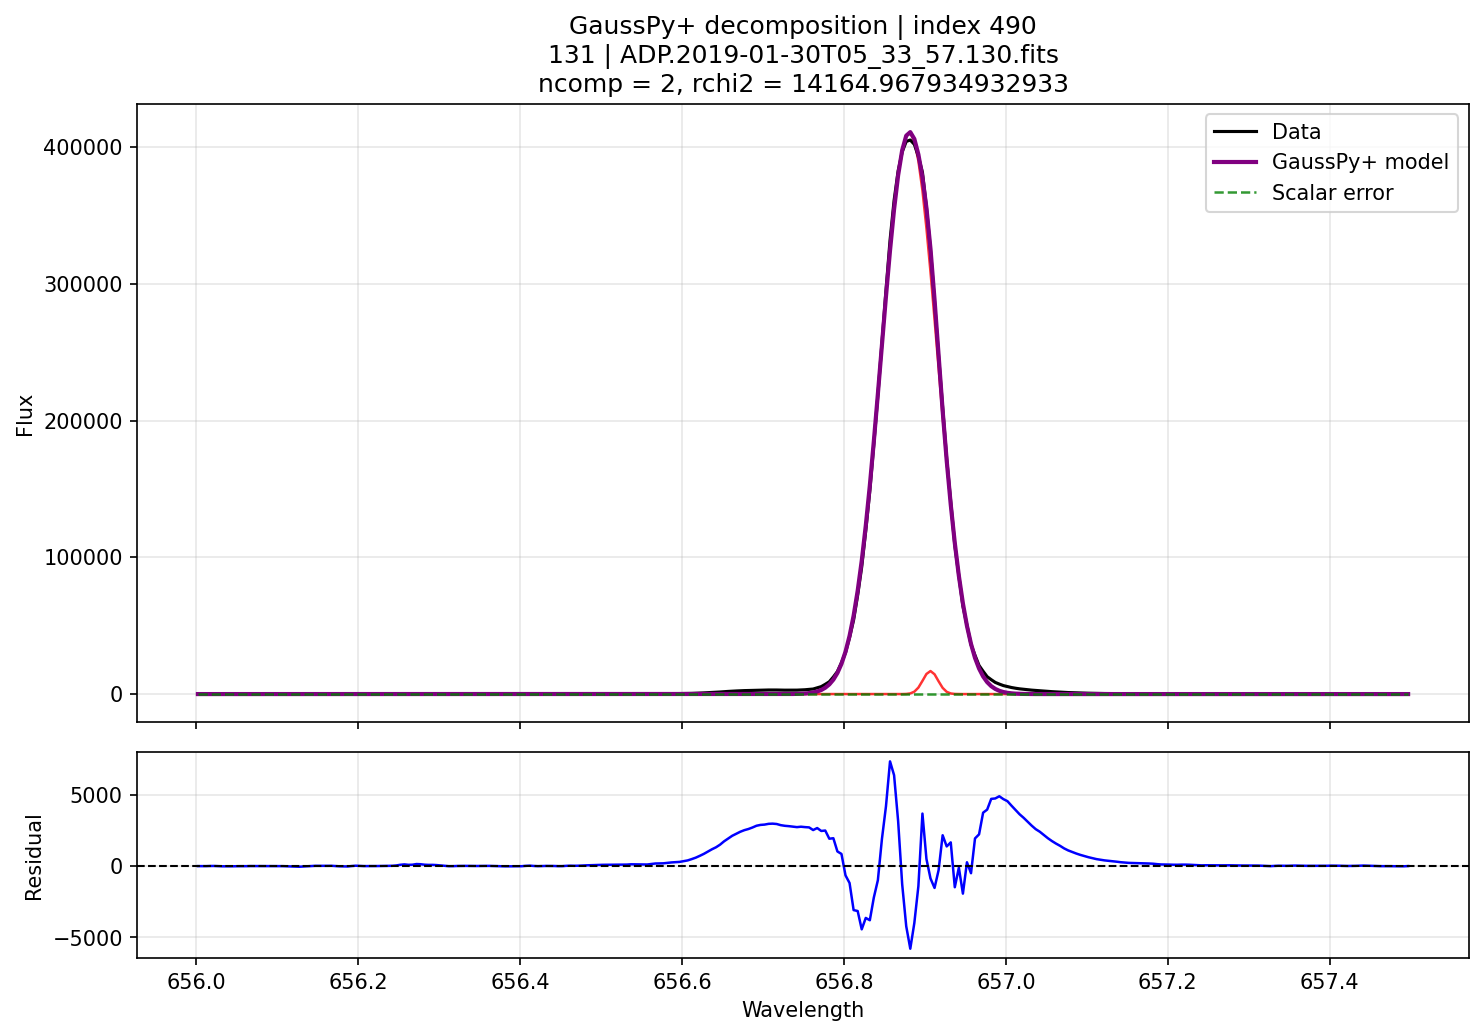 GaussPy+ decomposition | index 490
131 | ADP.2019-01-30T05_33_57.130.fits
ncomp = 2, rchi2 = 14164.967934932933
Data
GaussPy+ model
Scalar error
Flux
400000
300000
200000
100000
0
Residual
5000
0
−5000
656.0 656.2 656.4 656.6 656.8 657.0 657.2 657.4
Wavelength